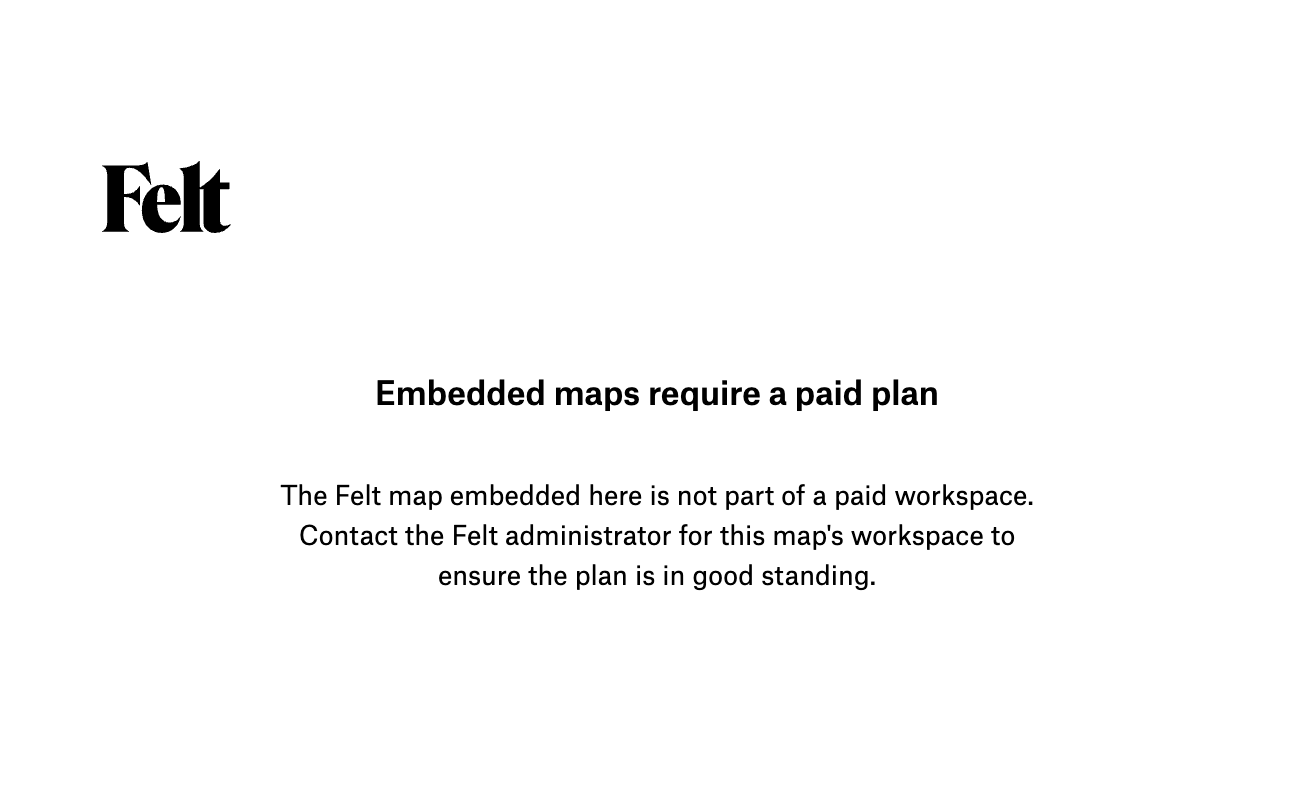 Felt
Embedded maps require a paid plan
The Felt map embedded here is not part of a paid workspace.
Contact the Felt administrator for this map's workspace to
ensure the plan is in good standing.